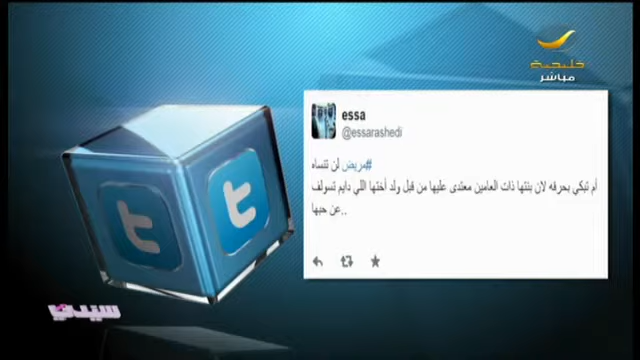 خليجية
مباشر
essa
@essarashedi
#مريض لن تنساه
أم تبكي بحرقه لان بنتها ذات العامين معتدى عليها من قبل ولد أختها اللي دايم تسولف
عن حبها..
سيدتي